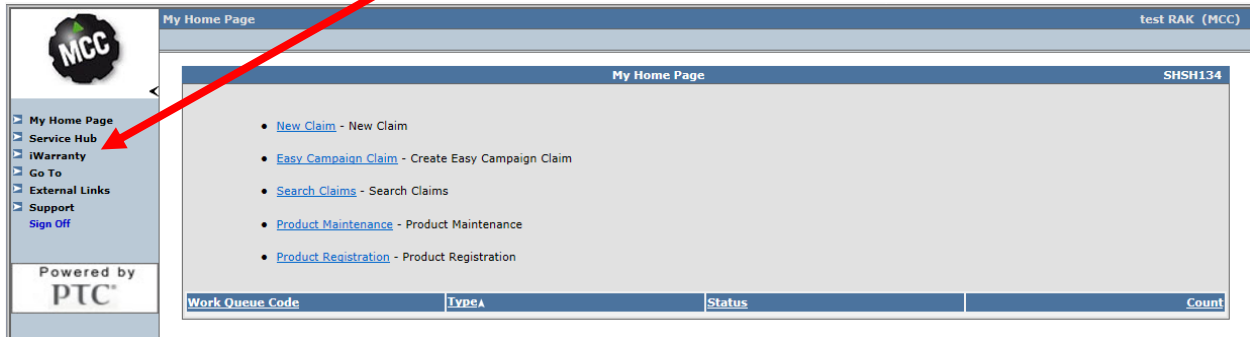 My Home Page
test RAK (MCC)
MCC
My Home Page
SHSH134
My Home Page
Service Hub
iWarranty
Go To
External Links
Support
Sign Off
Powered by
PTC®
New Claim - New Claim
Easy Campaign Claim - Create Easy Campaign Claim
Search Claims - Search Claims
Product Maintenance - Product Maintenance
Product Registration - Product Registration
Work Queue Code Type▲ Status Count